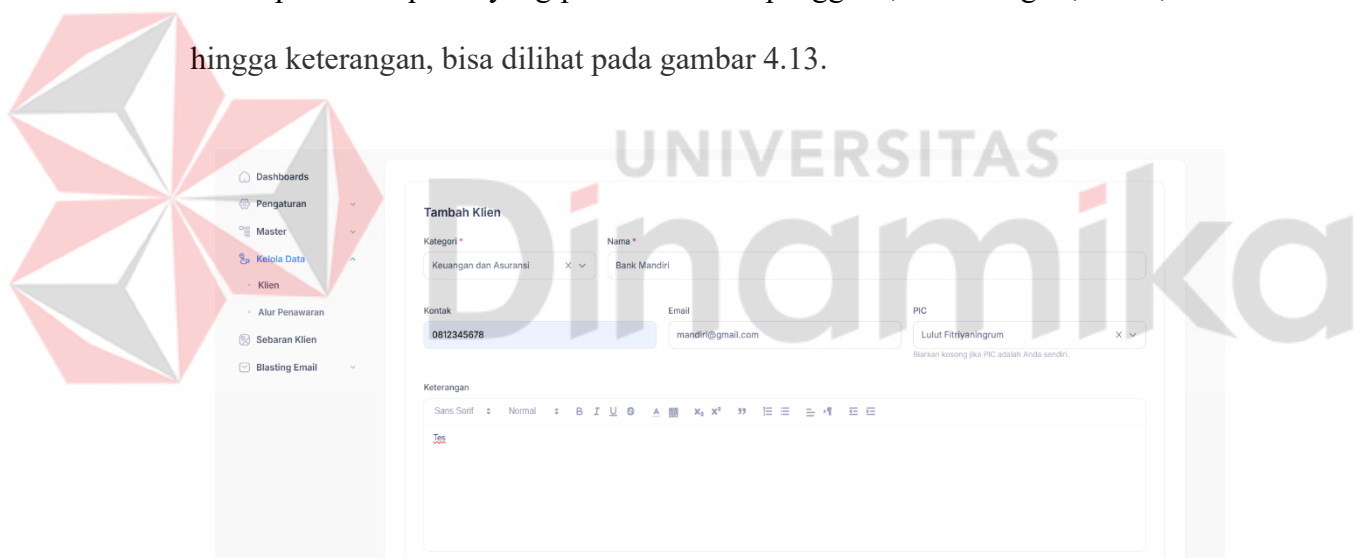 hingga keterangan, bisa dilihat pada gambar 4.13.
UNIVERSITAS
Dinamika
Dashboards
Pengaturan
Master
Kelola Data
Klien
Alur Penawaran
Sebaran Klien
Blasting Email
Tambah Klien
Kategori * Nama *
Keuangan dan Asuransi Bank Mandiri
Kontak Email PIC
0812345678 mandiri@gmail.com Lulut Fitriyaningrum
Biarkan kosong jika PIC adalah Anda sendiri.
Keterangan
Sans Serif Normal
Tes